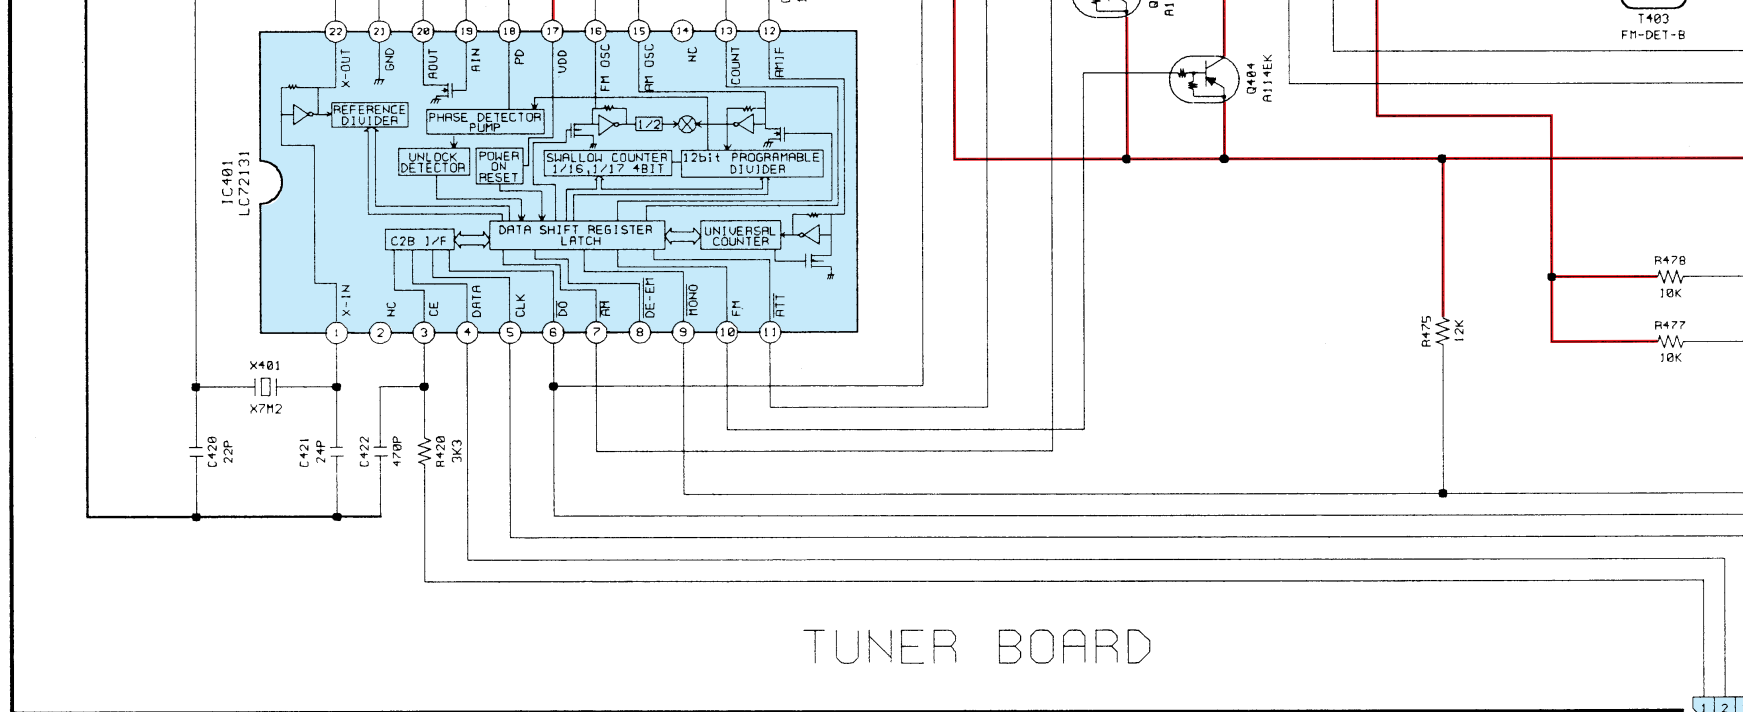 22
21
20
19
18
17
16
15
14
13
12
X-OUT
GND
AOUT
AIN
PD
VDD
FM OSC
AM OSC
NC
COUNT
AMIF
REFERENCE
DIVIDER
PHASE DETECTOR
PUMP
1/2
UNLOCK
DETECTOR
POWER
ON
RESET
SWALLOW COUNTER
1/16,1/17 4BIT
12bit PROGRAMABLE
DIVIDER
IC401
LC72131
C2B I/F
DATA SHIFT REGISTER
LATCH
UNIVERSAL
COUNTER
X-IN
NC
CE
DATA
CLK
DO
AM
DE-EM
MONO
FM
ATT
1
2
3
4
5
6
7
8
9
10
11
X401
X7M2
C420
22P
C421
24P
C422
470P
R420
3K3
Q404
A114EK
T403
FM-DET-B
R475
12K
R478
10K
R477
10K
TUNER BOARD
1
2